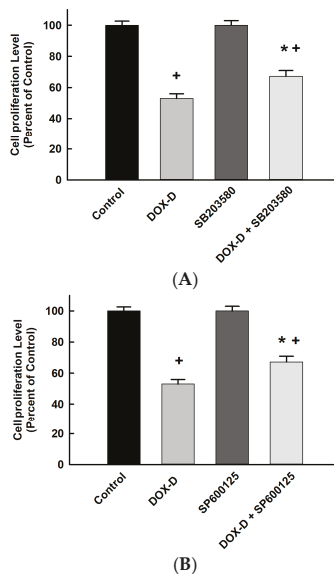 Cell proliferation Level
(Percent of Control)
100
80
60
40
20
0
+
* +
Control
DOX-D
SB203580
DOX-D + SB203580
(A)
Cell proliferation Level
(Percent of Control)
100
80
60
40
20
0
+
* +
Control
DOX-D
SP600125
DOX-D + SP600125
(B)